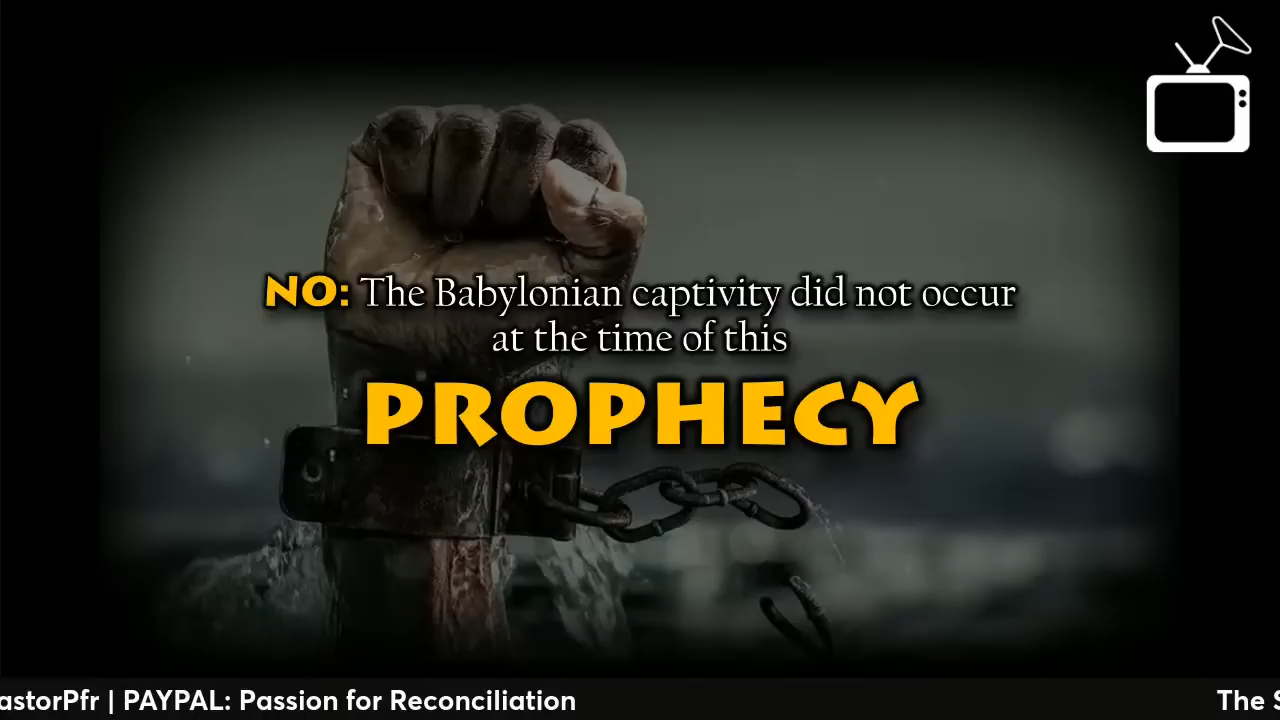 NO: The Babylonian captivity did not occur
at the time of this
PROPHECY
astorPfr | PAYPAL: Passion for Reconciliation
The